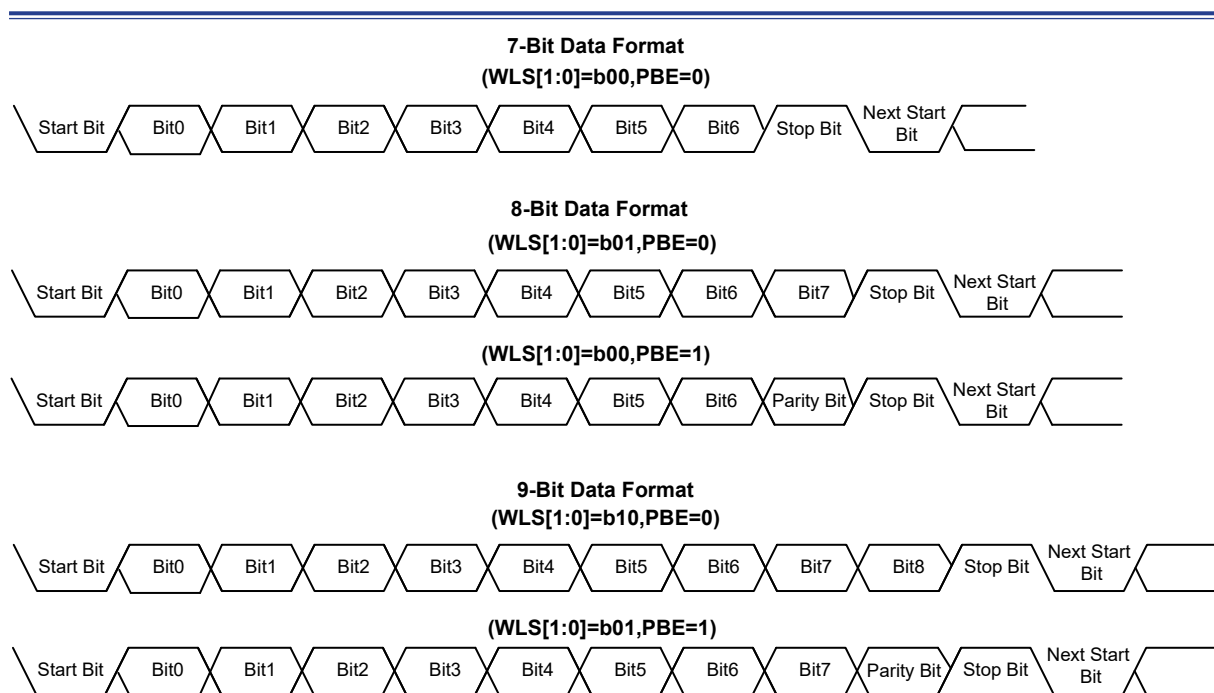 7-Bit Data Format
(WLS[1:0]=b00,PBE=0)
Start Bit Bit0 Bit1 Bit2 Bit3 Bit4 Bit5 Bit6 Stop Bit Next Start Bit
8-Bit Data Format
(WLS[1:0]=b01,PBE=0)
Start Bit Bit0 Bit1 Bit2 Bit3 Bit4 Bit5 Bit6 Bit7 Stop Bit Next Start Bit
(WLS[1:0]=b00,PBE=1)
Start Bit Bit0 Bit1 Bit2 Bit3 Bit4 Bit5 Bit6 Parity Bit Stop Bit Next Start Bit
9-Bit Data Format
(WLS[1:0]=b10,PBE=0)
Start Bit Bit0 Bit1 Bit2 Bit3 Bit4 Bit5 Bit6 Bit7 Bit8 Stop Bit Next Start Bit
(WLS[1:0]=b01,PBE=1)
Start Bit Bit0 Bit1 Bit2 Bit3 Bit4 Bit5 Bit6 Bit7 Parity Bit Stop Bit Next Start Bit